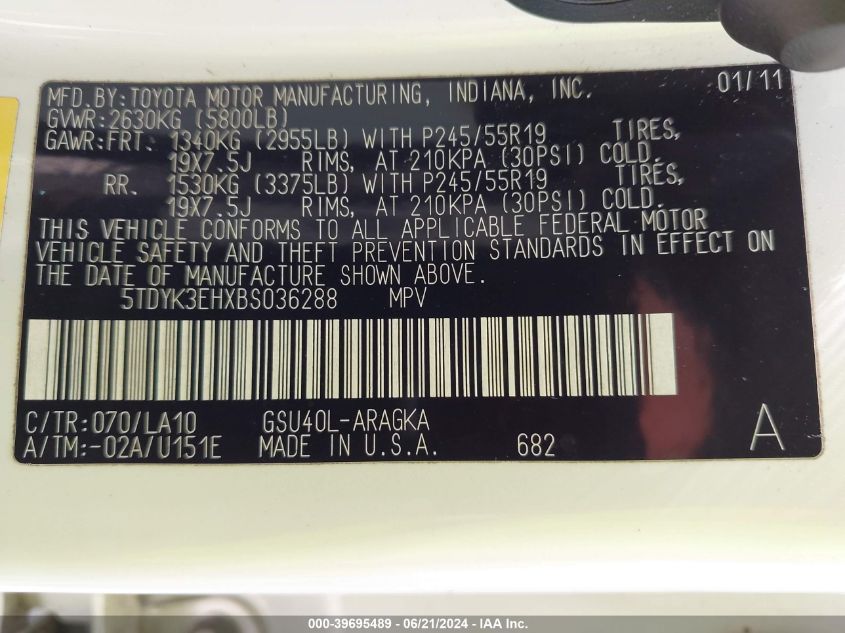 MFD.BY:TOYOTA MOTOR MANUFACTURING, INDIANA, INC. 01/11
GVWR:2630KG (5800LB)
GAWR:FRT. 1340KG (2955LB) WITH P245/55R19 TIRES,
19X7.5J RIMS, AT 210KPA (30PSI) COLD.
RR. 1530KG (3375LB) WITH P245/55R19 TIRES,
19X7.5J RIMS, AT 210KPA (30PSI) COLD.
THIS VEHICLE CONFORMS TO ALL APPLICABLE FEDERAL MOTOR
VEHICLE SAFETY AND THEFT PREVENTION STANDARDS IN EFFECT ON
THE DATE OF MANUFACTURE SHOWN ABOVE.
5TDYK3EHXBS036288 MPV
C/TR:070/LA10 GSU40L-ARAGKA
A/TM:-02A/U151E MADE IN U.S.A. 682 A
000-39695489 - 06/21/2024 - IAA Inc.